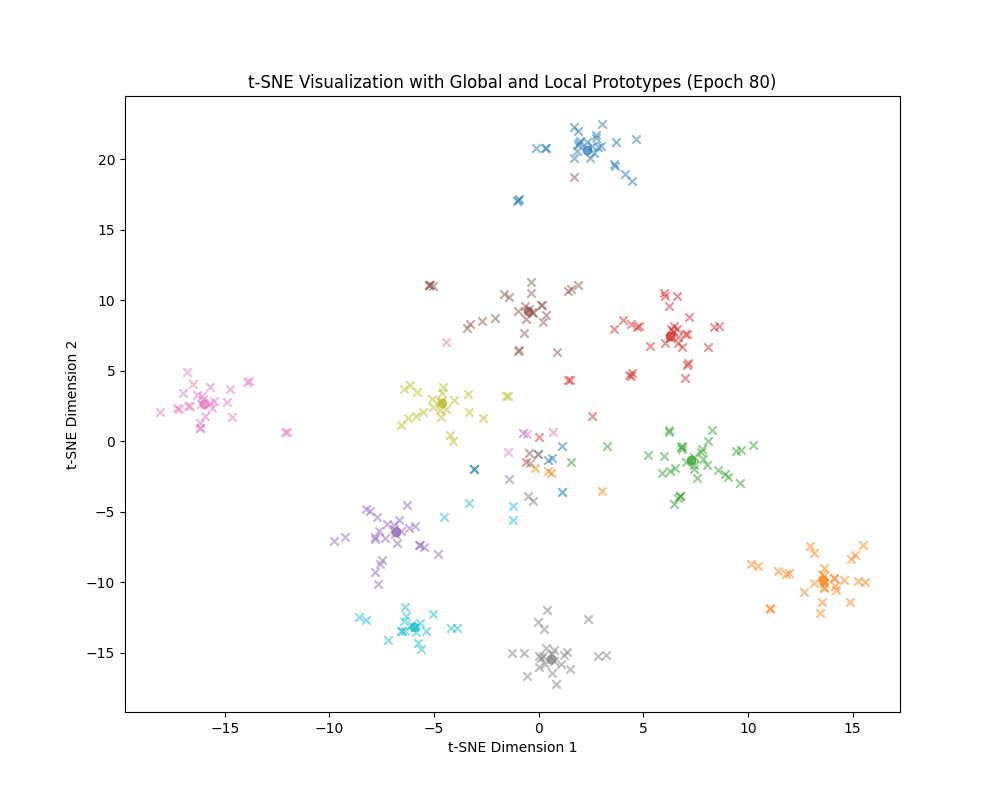 t-SNE Visualization with Global and Local Prototypes (Epoch 80)
20
15
10
5
0
−5
−10
−15
t-SNE Dimension 2
−15 −10 −5 0 5 10 15
t-SNE Dimension 1